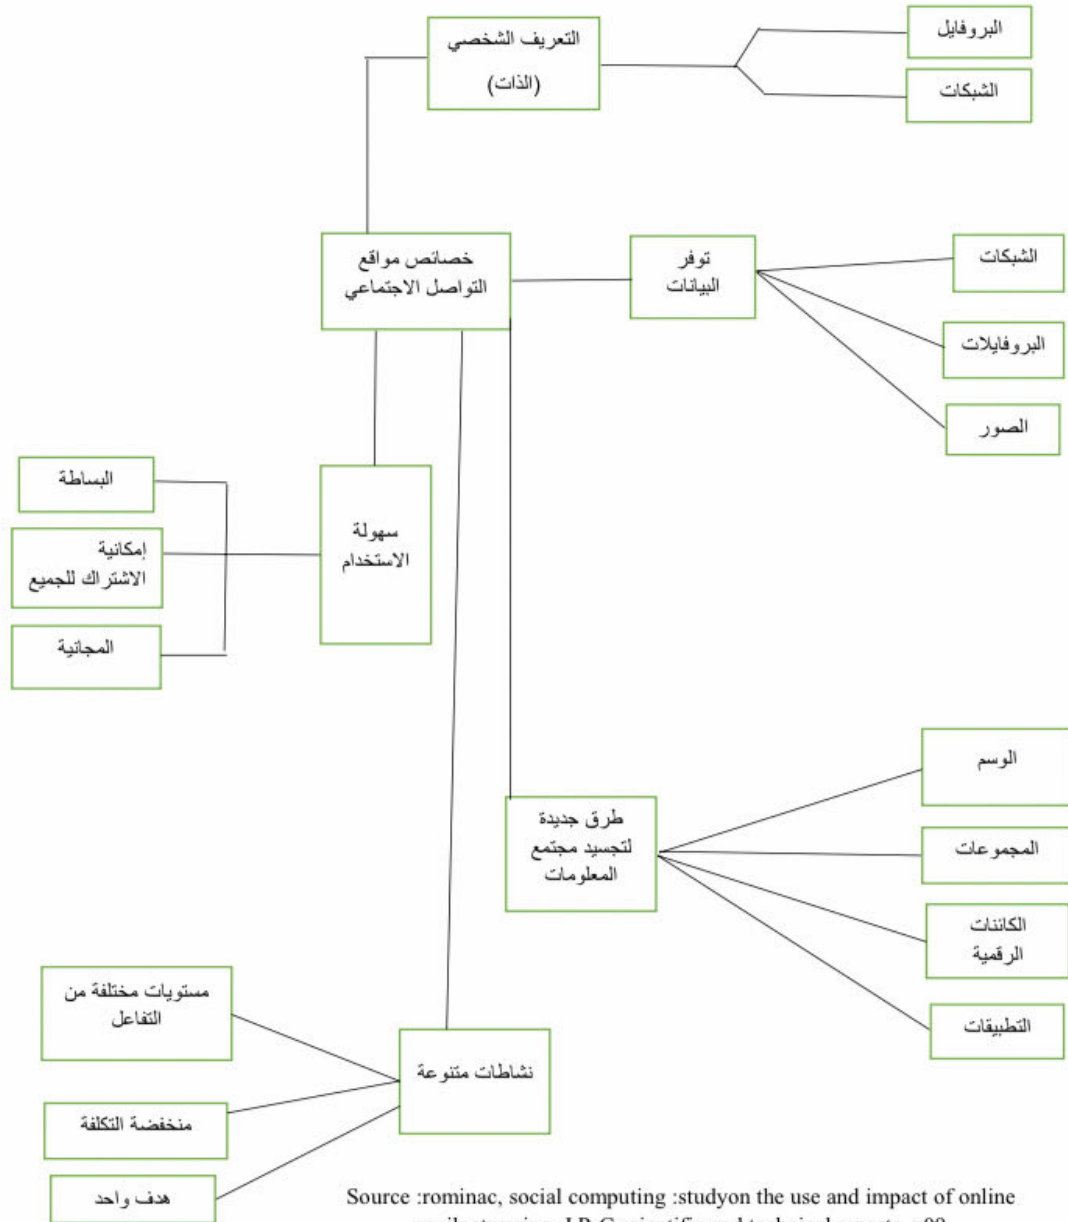 التعريف الشخصي
(الذات)
البروفايل
الشبكات
خصائص مواقع
التواصل الاجتماعي
توفر
البيانات
الشبكات
البروفايلات
الصور
سهولة
الاستخدام
البساطة
إمكانية
الاشتراك للجميع
المجانية
طرق جديدة
لتجسيد مجتمع
المعلومات
الوسم
المجموعات
الكائنات
الرقمية
التطبيقات
نشاطات متنوعة
مستويات مختلفة من
التفاعل
منخفضة التكلفة
هدف واحد
Source :rominac, social computing :studyon the use and impact of online